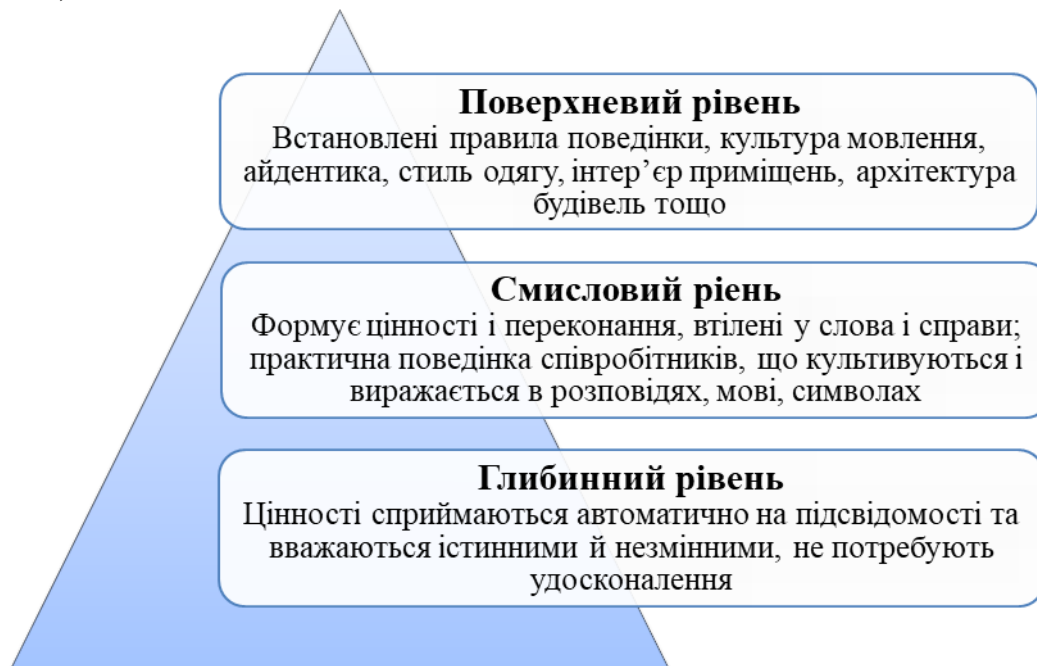 Поверхневий рівень
Встановлені правила поведінки, культура мовлення,
айдентика, стиль одягу, інтер’єр приміщень, архітектура
будівель тощо
Смисловий ріень
Формує цінності і переконання, втілені у слова і справи;
практична поведінка співробітників, що культивуються і
виражається в розповідях, мові, символах
Глибинний рівень
Цінності сприймаються автоматично на підсвідомості та
вважаються істинними й незмінними, не потребують
удосконалення